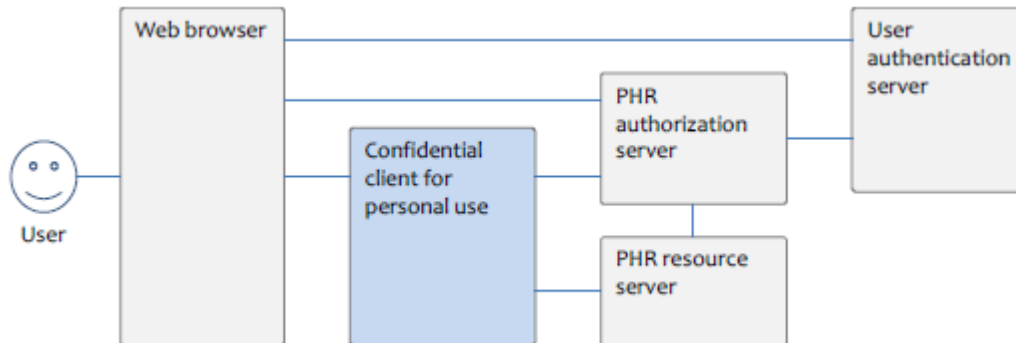 Web browser
User
authentication
server
PHR
authorization
server
Confidential
client for
personal use
User
PHR resource
server